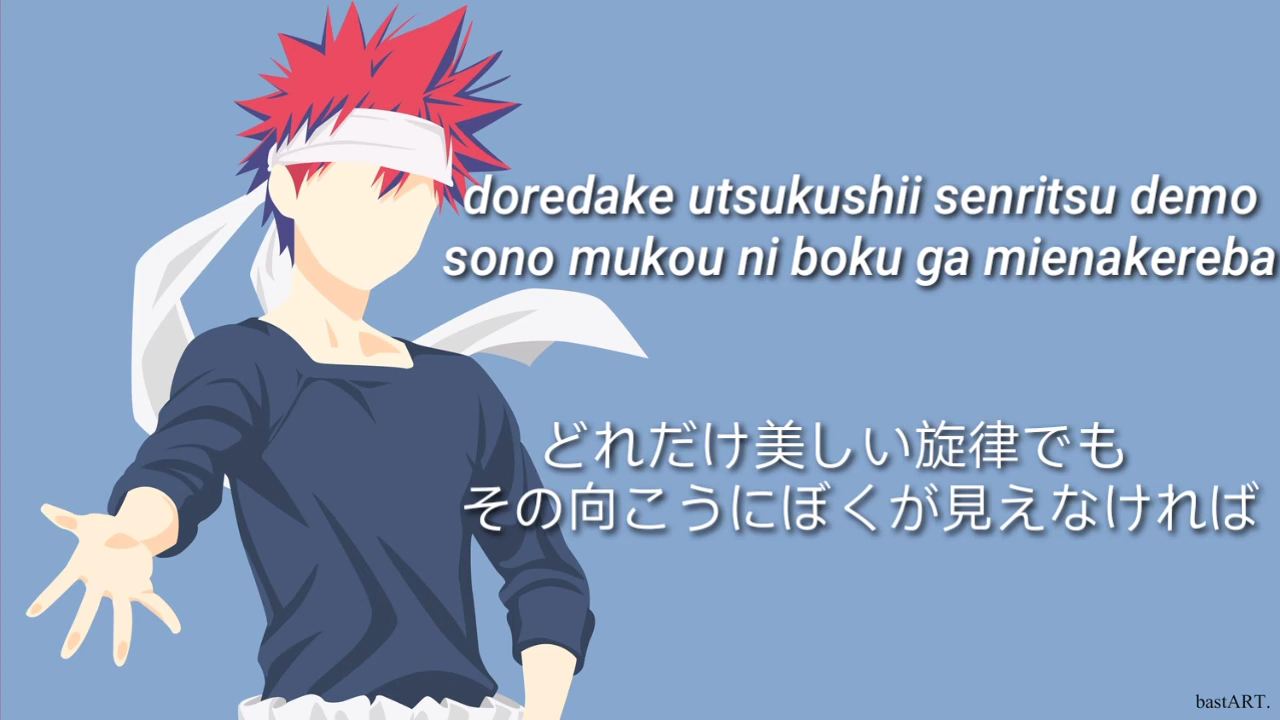 doredake utsukushii senritsu demo
sono mukou ni boku ga mienakereba
どれだけ美しい旋律でも
その向こうにぼくが見えなければ
bastART.